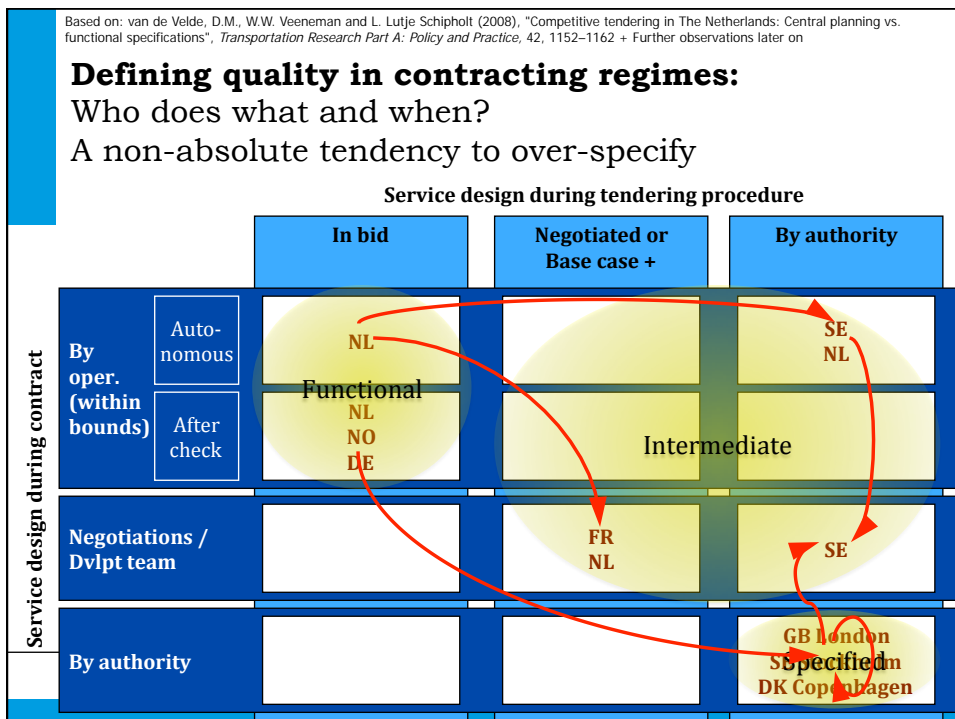 Based on: van de Velde, D.M., W.W. Veeneman and L. Lutje Schipholt (2008), "Competitive tendering in The Netherlands: Central planning vs.
functional specifications", Transportation Research Part A: Policy and Practice, 42, 1152–1162 + Further observations later on
Defining quality in contracting regimes:
Who does what and when?
A non-absolute tendency to over-specify
Service design during tendering procedure
In bid
Negotiated or
Base case +
By authority
Service design during contract
By
oper.
(within
bounds)
Auto-
nomous
NL
SE
NL
Functional
After
check
NL
NO
DE
Intermediate
Negotiations /
Dvlpt team
FR
NL
SE
By authority
GB London
Specified
DK Copenhagen